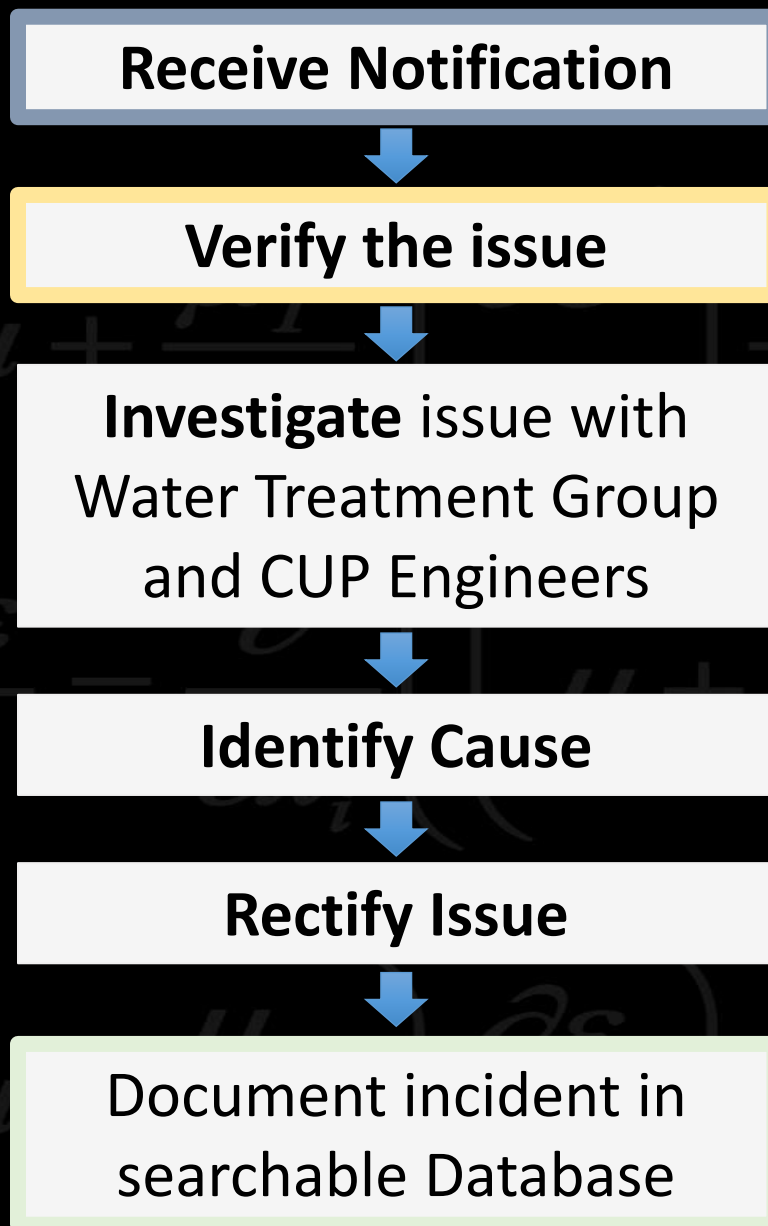 Receive Notification
Verify the issue
Investigate issue with
Water Treatment Group
and CUP Engineers
Identify Cause
Rectify Issue
Document incident in
searchable Database